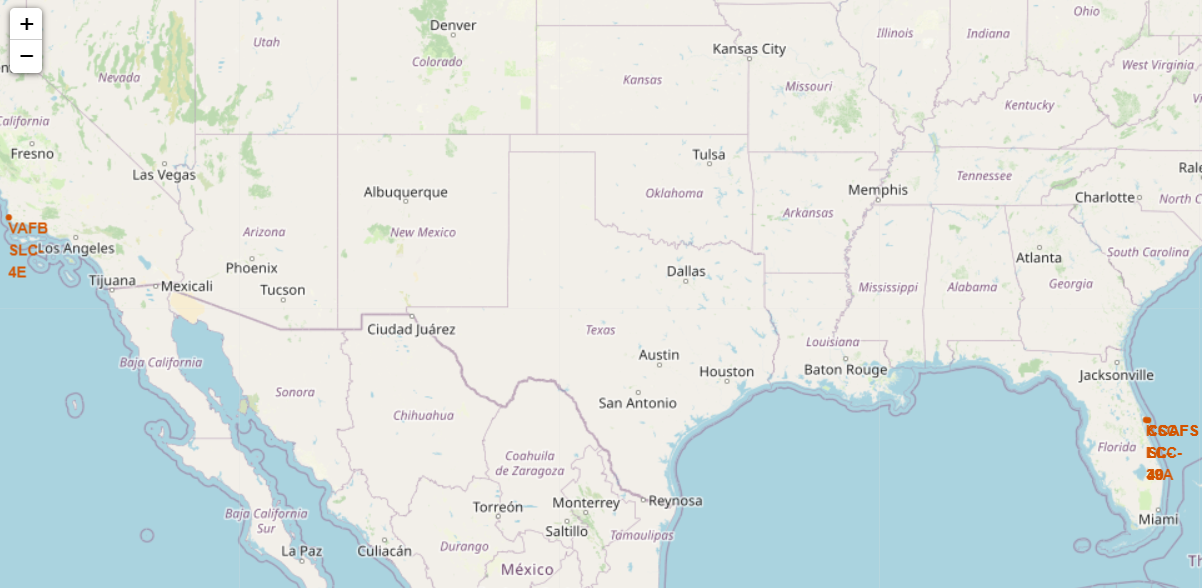 +
−
Denver
Utah
Colorado
Nevada
Kansas City
Kansas
Missouri
Illinois
Indiana
Ohio
West Virginia
Kentucky
California
Fresno
Las Vegas
Tulsa
Oklahoma
Albuquerque
New Mexico
Arizona
Memphis
Tennessee
Arkansas
Charlotte
VAFB
SLC-
4E
Los Angeles
Phoenix
Tijuana
Mexicali
Tucson
Dallas
Atlanta
South Carolina
Mississippi
Alabama
Georgia
Ciudad Juárez
Texas
Louisiana
Austin
Houston
Baton Rouge
Jacksonville
San Antonio
Baja California
Sonora
Chihuahua
Florida
Coahuila
de Zaragoza
Reynosa
Monterrey
Torreón
Saltillo
Tamaulipas
Miami
Baja California
Sur
La Paz
Culiacán
Durango
México